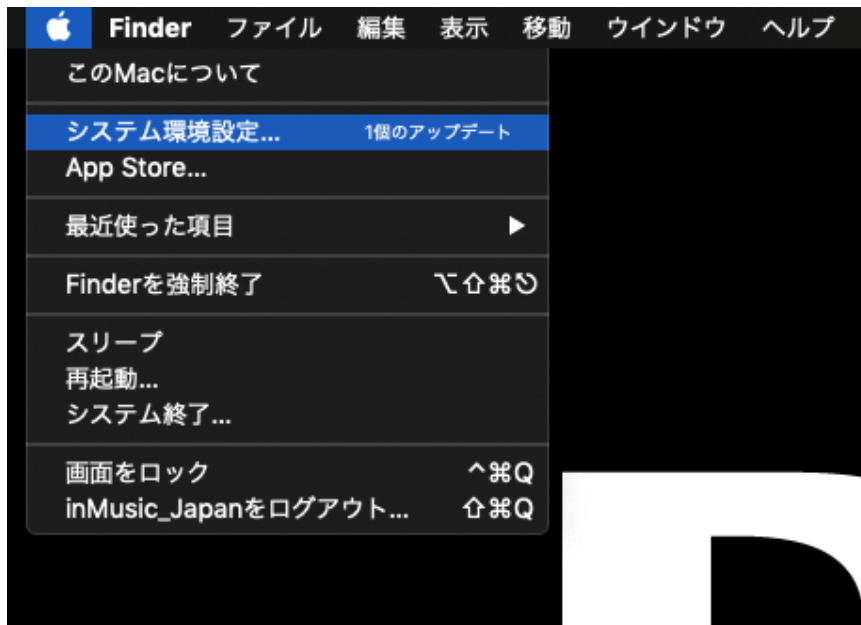 Finder ファイル 編集 表示 移動 ウインドウ ヘルプ
このMacについて
システム環境設定... 1個のアップデート
App Store...
最近使った項目 ▶
Finderを強制終了 ⌥⇧⌘⎋
スリープ
再起動...
システム終了...
画面をロック ^⌘Q
inMusic_Japanをログアウト... ⇧⌘Q